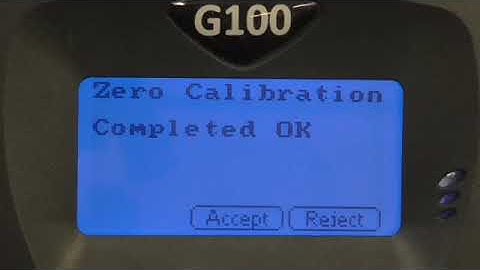 G100
Zero Calibration
Completed OK
Accept Reject